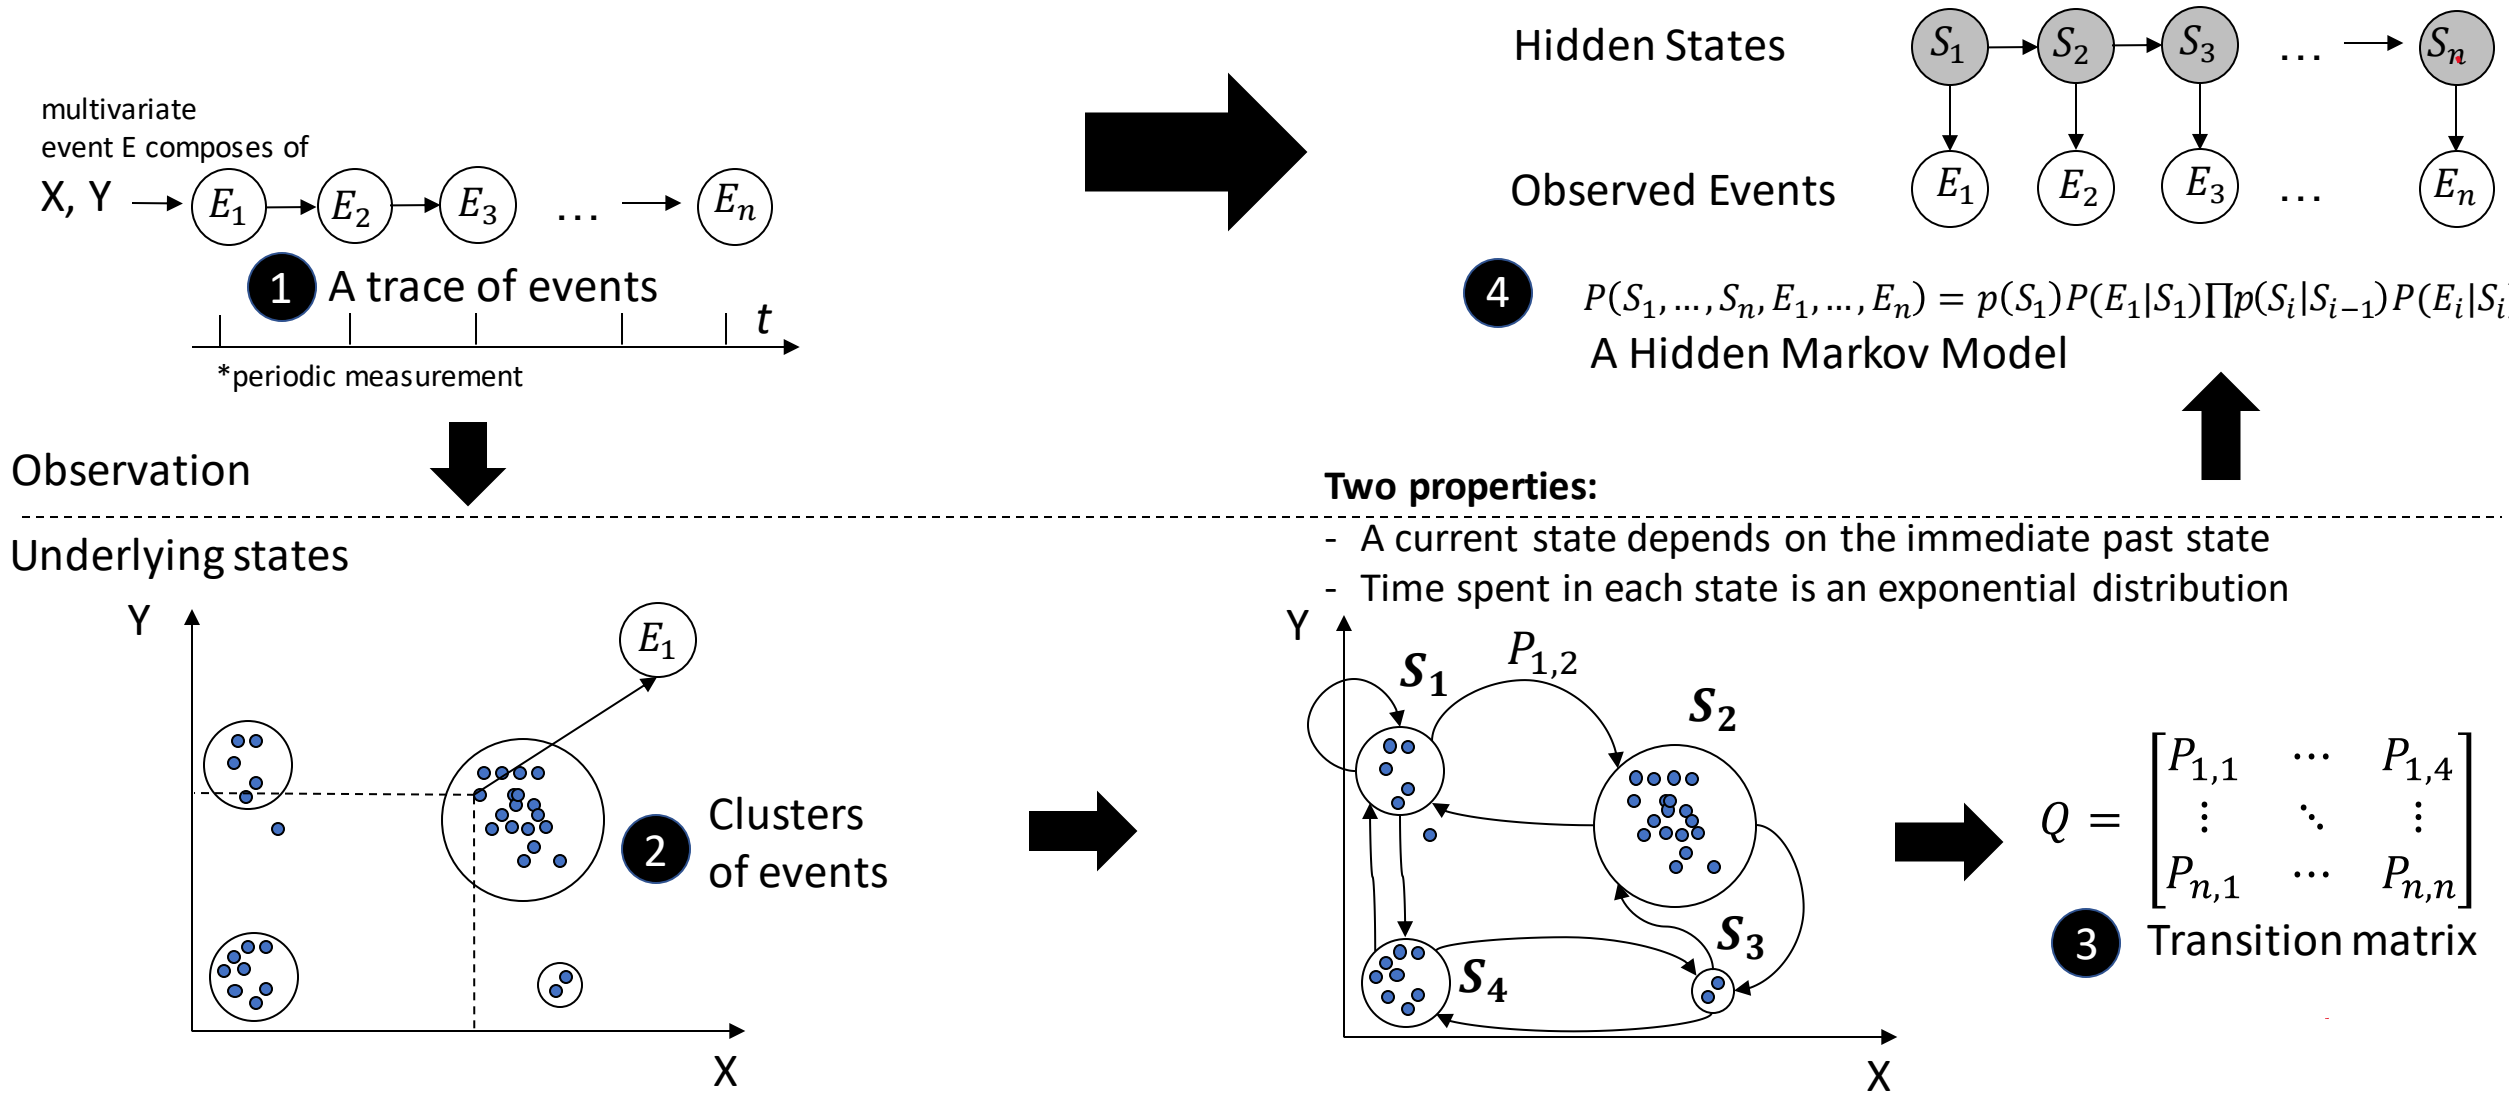 multivariate
event E composes of
X, Y
E₁
E₂
E₃
...
Eₙ
1 A trace of events
t
*periodic measurement
Hidden States
S₁
S₂
S₃
...
Sₙ
Observed Events
E₁
E₂
E₃
...
Eₙ
4 P(S₁, ..., Sₙ, E₁, ..., Eₙ) = p(S₁)P(E₁|S₁)∏p(Sᵢ|Sᵢ₋₁)P(Eᵢ|Sᵢ)
A Hidden Markov Model
Observation
Underlying states
Y
E₁
2 Clusters
of events
X
Two properties:
- A current state depends on the immediate past state
- Time spent in each state is an exponential distribution
Y
S₁
P₁,₂
S₂
S₃
S₄
X
Q =
P₁,₁ ⋯ P₁,₄
⋮ ⋱ ⋮
Pₙ,₁ ⋯ Pₙ,ₙ
3 Transition matrix